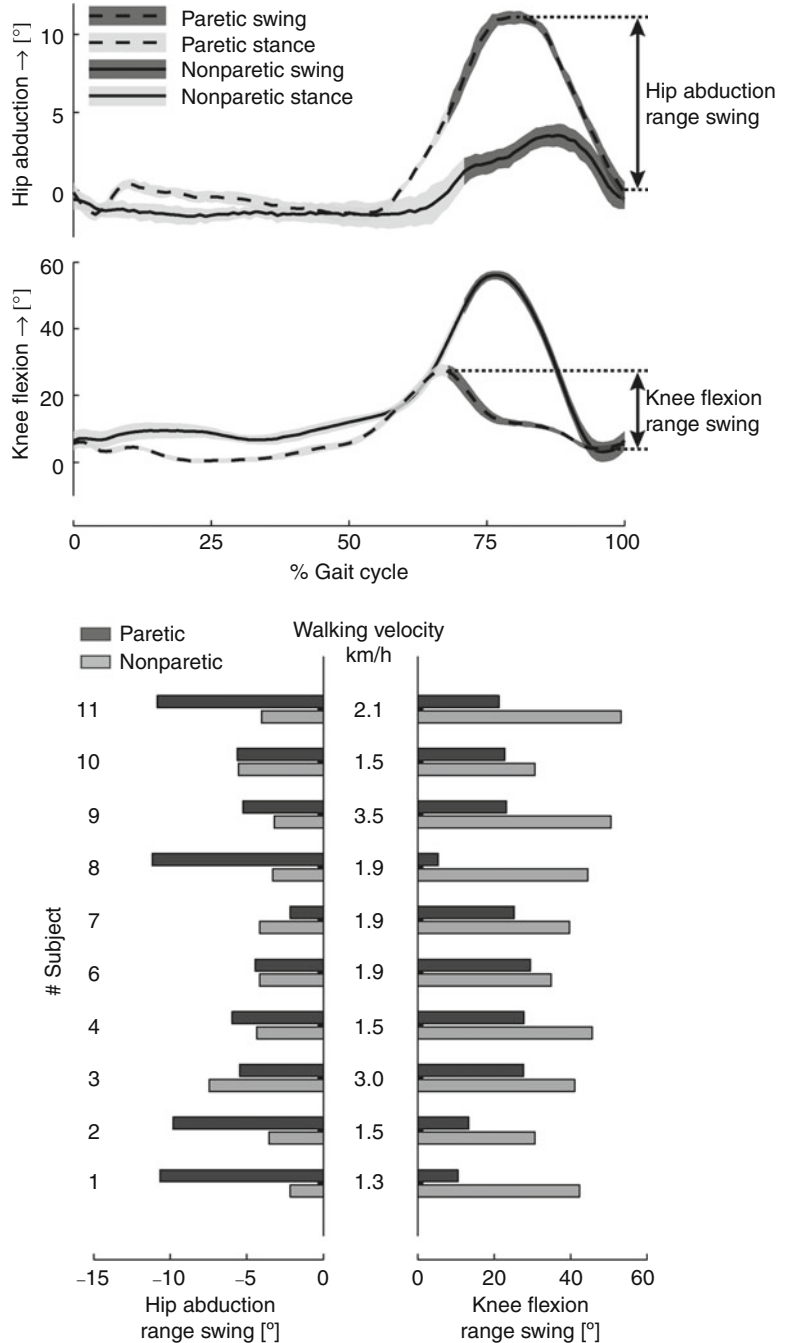 Paretic swing
Paretic stance
Nonparetic swing
Nonparetic stance
Hip abduction → [°]
10
5
0
Hip abduction
range swing
Knee flexion → [°]
60
40
20
0
Knee flexion
range swing
0 25 50 75 100
% Gait cycle
Paretic
Nonparetic
Walking velocity
km/h
# Subject
11 2.1
10 1.5
9 3.5
8 1.9
7 1.9
6 1.9
4 1.5
3 3.0
2 1.5
1 1.3
−15 −10 −5 0
Hip abduction
range swing [º]
0 20 40 60
Knee flexion
range swing [º]